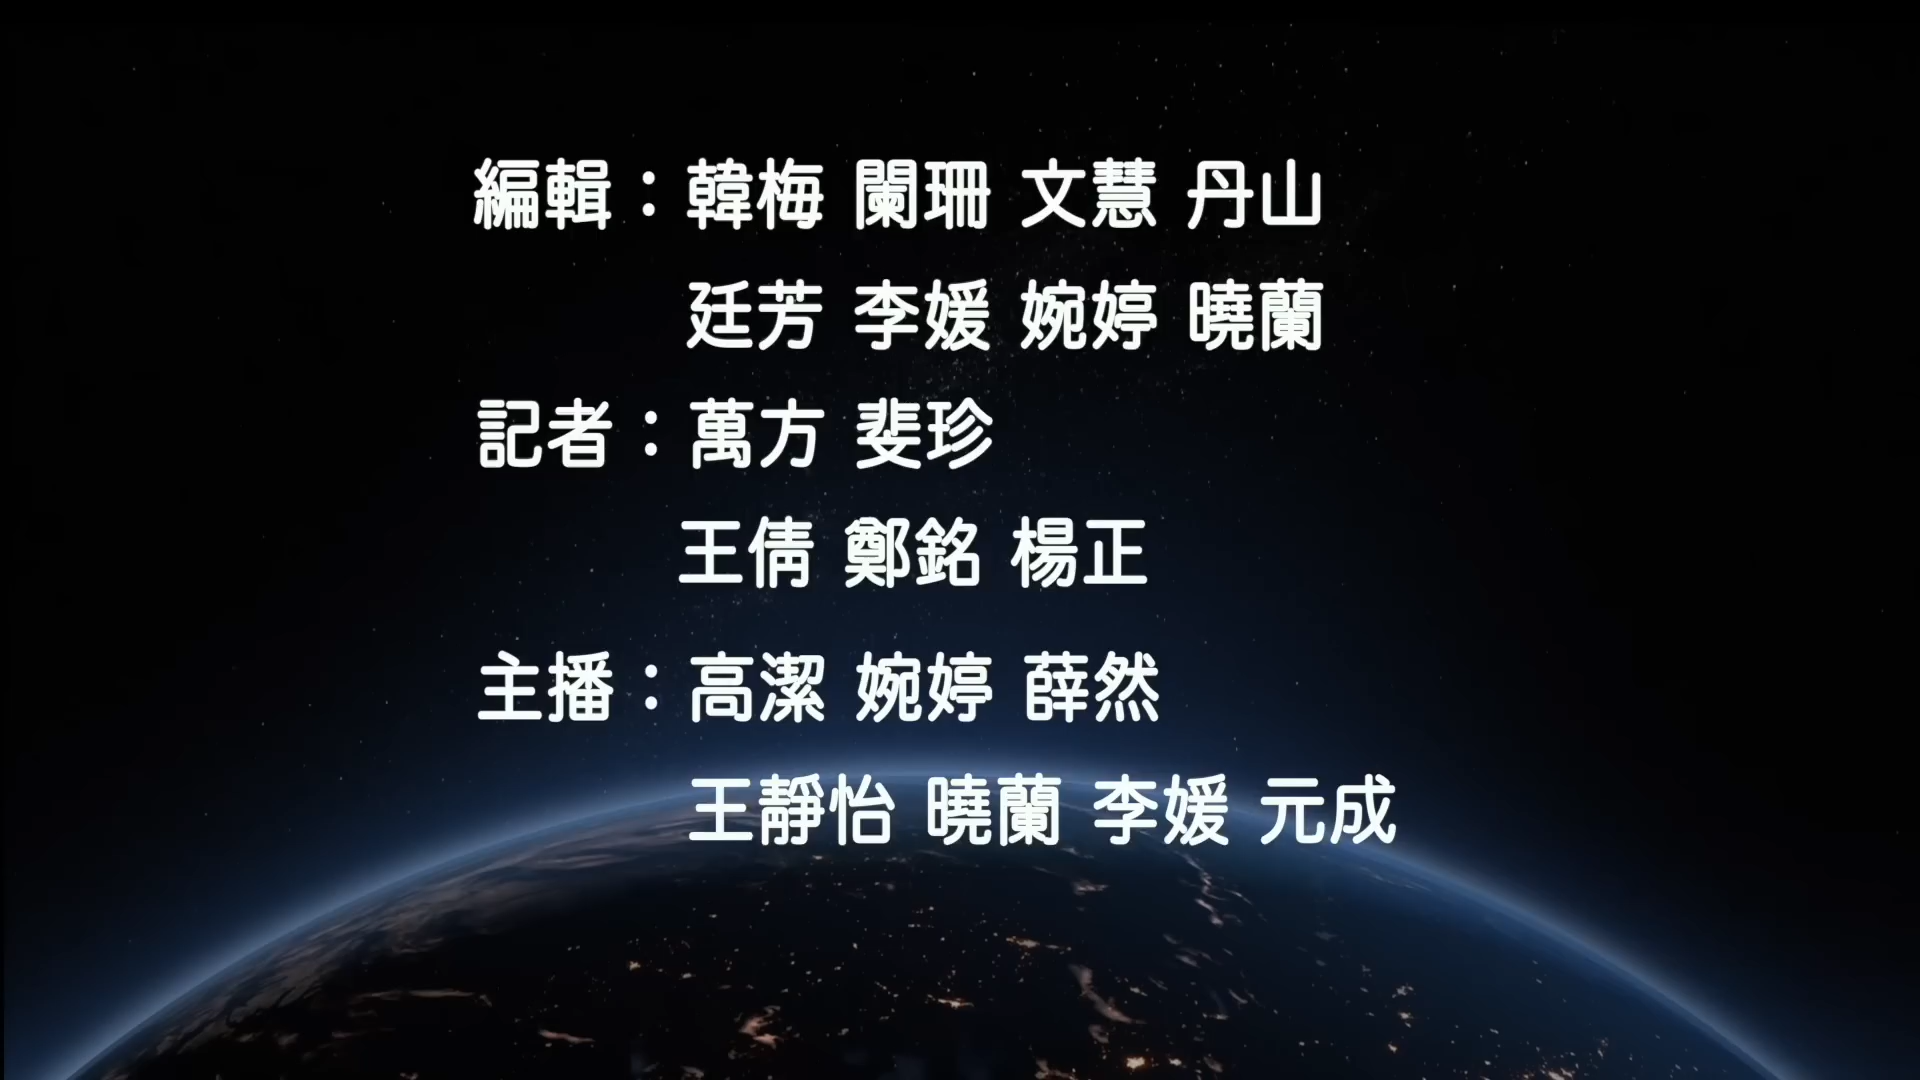 編輯：韓梅 闌珊 文慧 丹山
廷芳 李媛 婉婷 曉蘭
記者：萬方 斐珍
王倩 鄭銘 楊正
主播：高潔 婉婷 薛然
王靜怡 曉蘭 李媛 元成